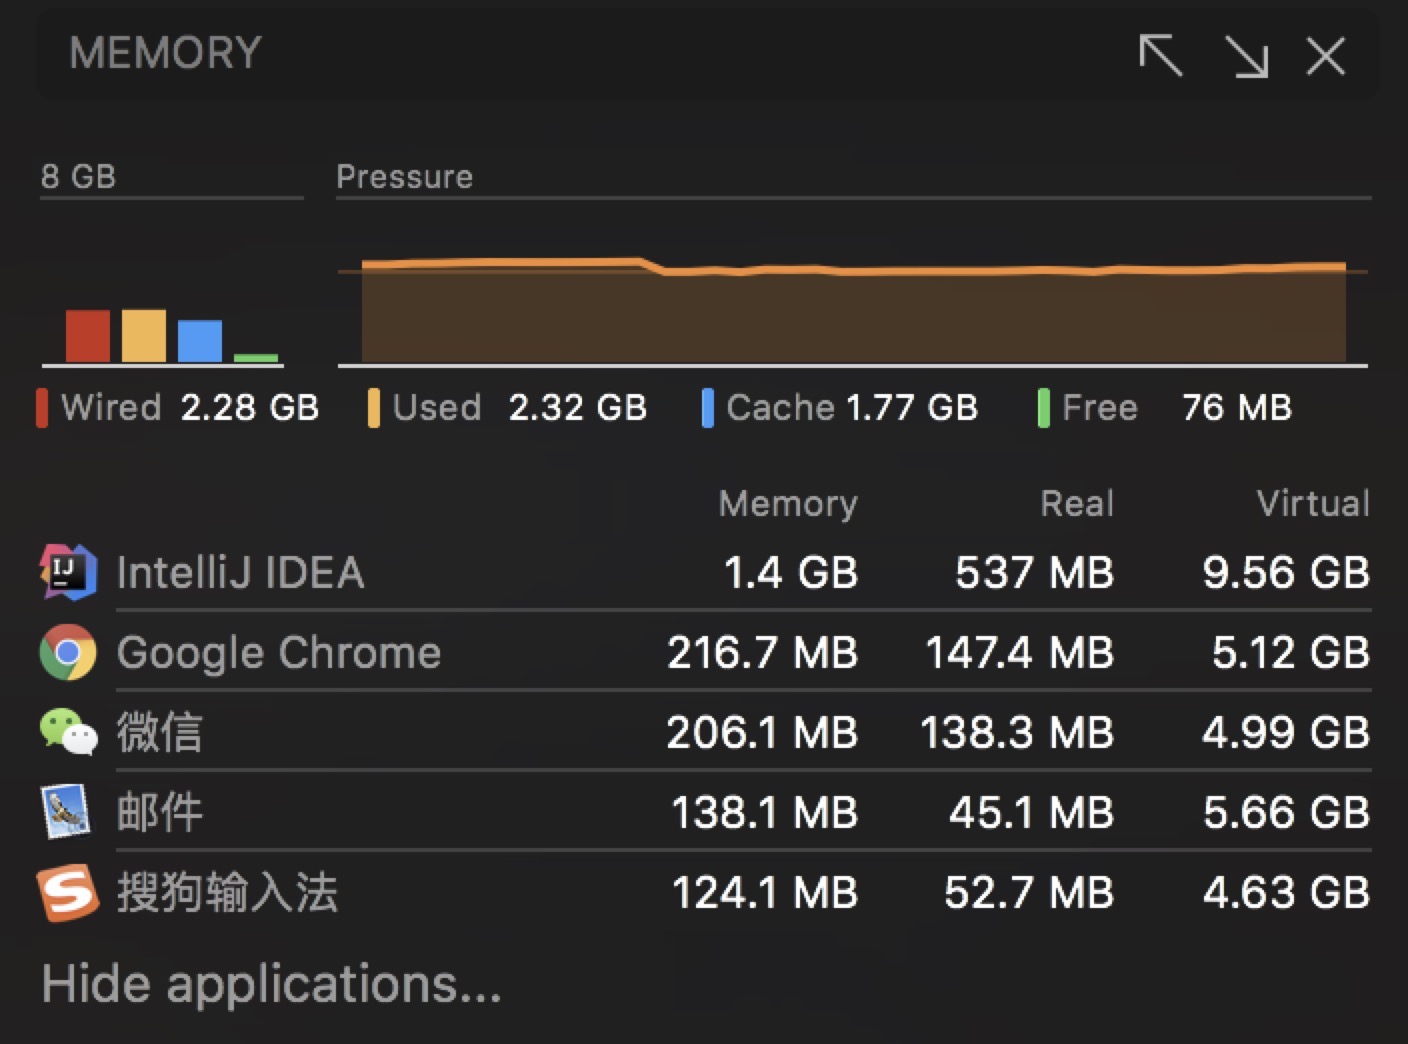 MEMORY
8 GB Pressure
Wired 2.28 GB Used 2.32 GB Cache 1.77 GB Free 76 MB
Memory Real Virtual
IJ IntelliJ IDEA 1.4 GB 537 MB 9.56 GB
Google Chrome 216.7 MB 147.4 MB 5.12 GB
微信 206.1 MB 138.3 MB 4.99 GB
邮件 138.1 MB 45.1 MB 5.66 GB
S 搜狗输入法 124.1 MB 52.7 MB 4.63 GB
Hide applications...